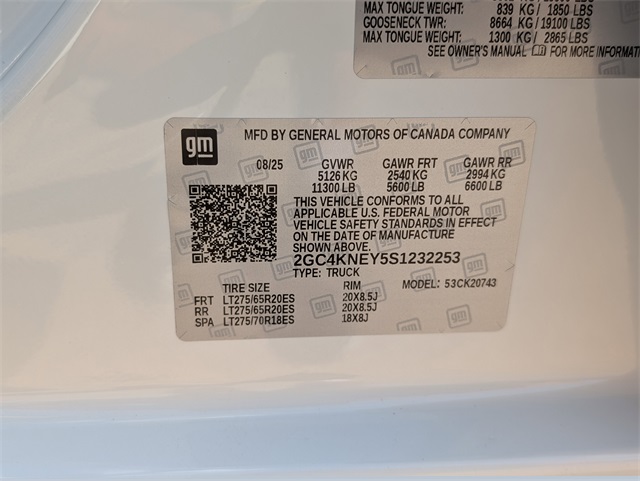 MAX TONGUE WEIGHT: 839 KG / 1850 LBS
GOOSENECK TWR: 8664 KG / 19100 LBS
MAX TONGUE WEIGHT: 1300 KG / 2865 LBS
SEE OWNER'S MANUAL FOR MORE INFORMATI
gm
MFD BY GENERAL MOTORS OF CANADA COMPANY
08/25 GVWR GAWR FRT GAWR RR
5126 KG 2540 KG 2994 KG
11300 LB 5600 LB 6600 LB
THIS VEHICLE CONFORMS TO ALL
APPLICABLE U.S. FEDERAL MOTOR
VEHICLE SAFETY STANDARDS IN EFFECT
ON THE DATE OF MANUFACTURE
SHOWN ABOVE.
2GC4KNEY5S1232253
TYPE: TRUCK MODEL: 53CK20743
TIRE SIZE RIM
FRT LT275/65R20ES 20X8.5J
RR LT275/65R20ES 20X8.5J
SPA LT275/70R18ES 18X8J